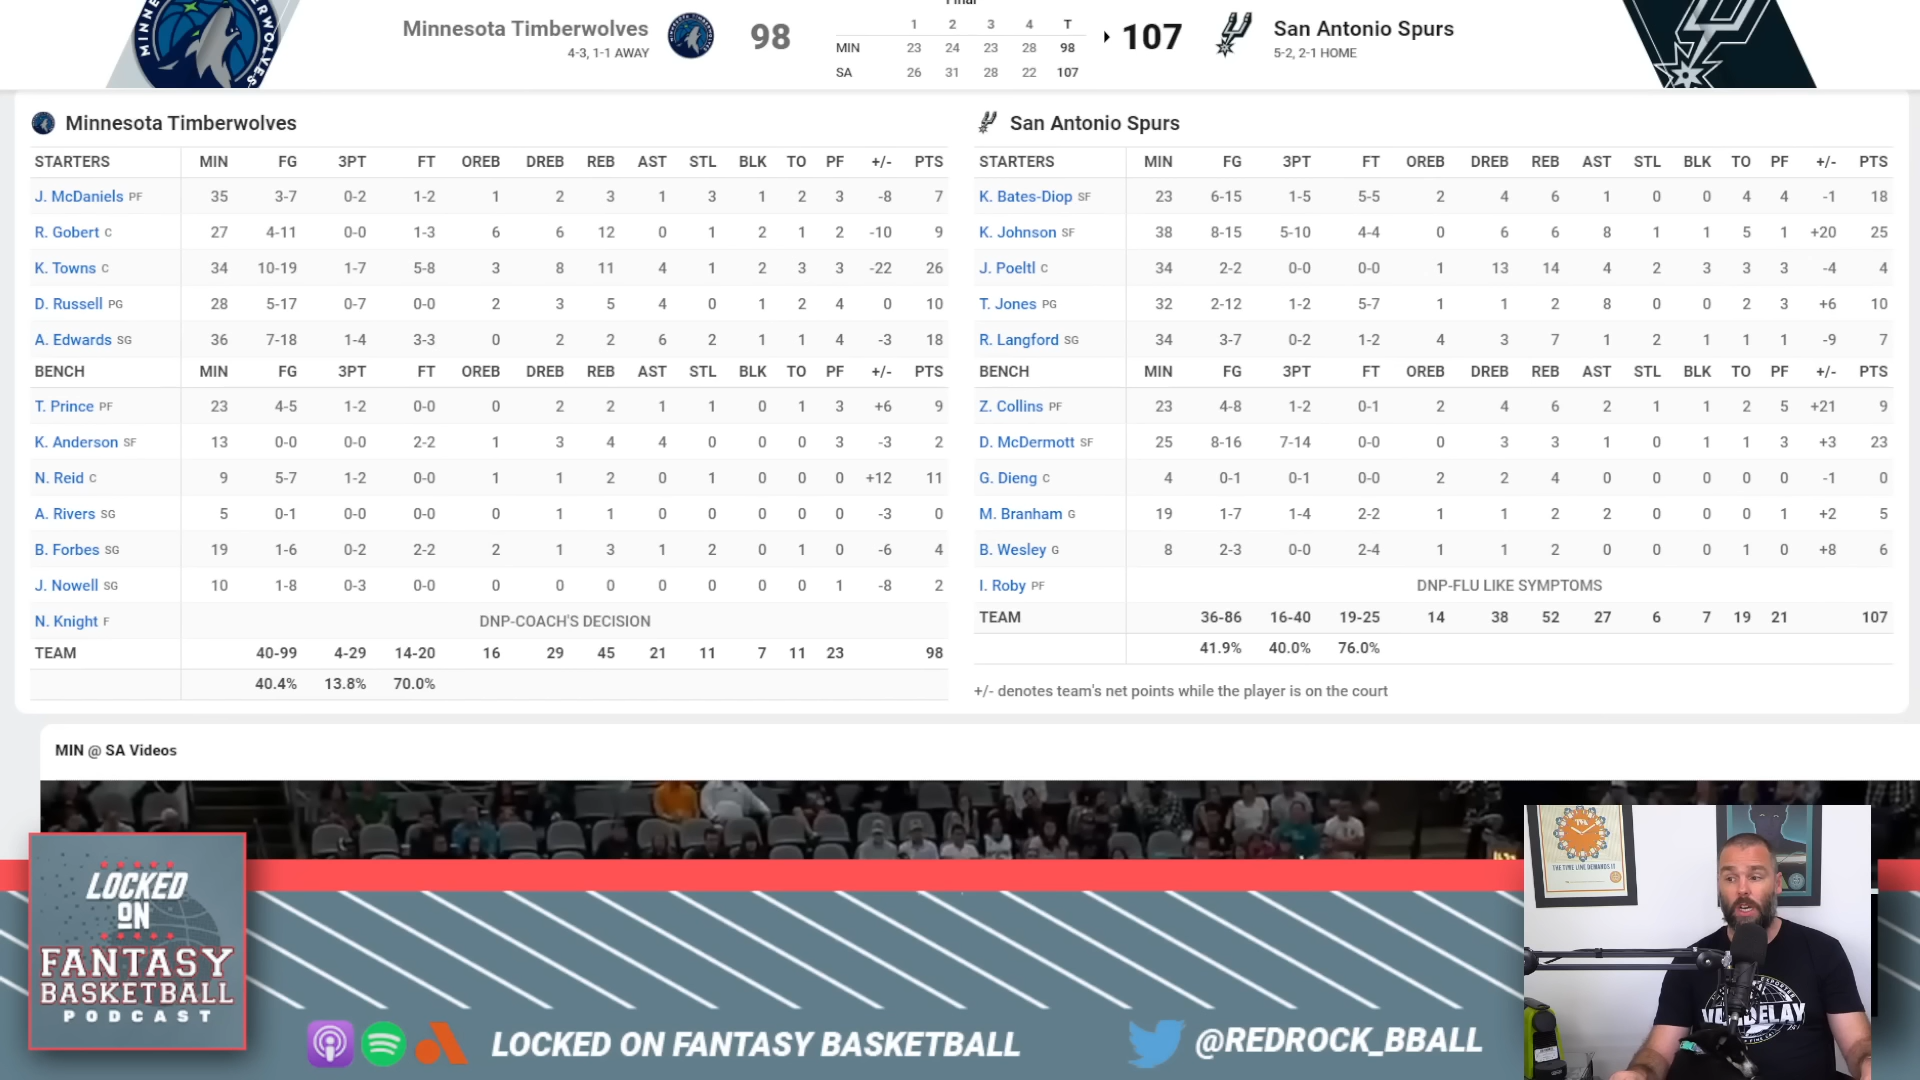 Minnesota Timberwolves
4-3, 1-1 AWAY
98
1 2 3 4 T
MIN 23 24 23 28 98
SA 26 31 28 22 107
107
San Antonio Spurs
5-2, 2-1 HOME
Minnesota Timberwolves
STARTERS MIN FG 3PT FT OREB DREB REB AST STL BLK TO PF +/- PTS
J. McDaniels PF 35 3-7 0-2 1-2 1 2 3 1 3 1 2 3 -8 7
R. Gobert C 27 4-11 0-0 1-3 6 6 12 0 1 2 1 2 -10 9
K. Towns C 34 10-19 1-7 5-8 3 8 11 4 1 2 3 3 -22 26
D. Russell PG 28 5-17 0-7 0-0 2 3 5 4 0 1 2 4 0 10
A. Edwards SG 36 7-18 1-4 3-3 0 2 2 6 2 1 1 4 -3 18
BENCH MIN FG 3PT FT OREB DREB REB AST STL BLK TO PF +/- PTS
T. Prince PF 23 4-5 1-2 0-0 0 2 2 1 1 0 1 3 +6 9
K. Anderson SF 13 0-0 0-0 2-2 1 3 4 4 0 0 0 3 -3 2
N. Reid C 9 5-7 1-2 0-0 1 1 2 0 1 0 0 0 +12 11
A. Rivers SG 5 0-1 0-0 0-0 0 1 1 0 0 0 0 0 -3 0
B. Forbes SG 19 1-6 0-2 2-2 2 1 3 1 2 0 1 0 -6 4
J. Nowell SG 10 1-8 0-3 0-0 0 0 0 0 0 0 0 1 -8 2
N. Knight F DNP-COACH'S DECISION
TEAM 40-99 4-29 14-20 16 29 45 21 11 7 11 23 98
40.4% 13.8% 70.0%
San Antonio Spurs
STARTERS MIN FG 3PT FT OREB DREB REB AST STL BLK TO PF +/- PTS
K. Bates-Diop SF 23 6-15 1-5 5-5 2 4 6 1 0 0 4 4 -1 18
K. Johnson SF 38 8-15 5-10 4-4 0 6 6 8 1 1 5 1 +20 25
J. Poeltl C 34 2-2 0-0 0-0 1 13 14 4 2 3 3 3 -4 4
T. Jones PG 32 2-12 1-2 5-7 1 1 2 8 0 0 2 3 +6 10
R. Langford SG 34 3-7 0-2 1-2 4 3 7 1 2 1 1 1 -9 7
BENCH MIN FG 3PT FT OREB DREB REB AST STL BLK TO PF +/- PTS
Z. Collins PF 23 4-8 1-2 0-1 2 4 6 2 1 1 2 5 +21 9
D. McDermott SF 25 8-16 7-14 0-0 0 3 3 1 0 1 1 3 +3 23
G. Dieng C 4 0-1 0-1 0-0 2 2 4 0 0 0 0 0 -1 0
M. Branham G 19 1-7 1-4 2-2 1 1 2 2 0 0 0 1 +2 5
B. Wesley G 8 2-3 0-0 2-4 1 1 2 0 0 0 1 0 +8 6
I. Roby PF DNP-FLU LIKE SYMPTOMS
TEAM 36-86 16-40 19-25 14 38 52 27 6 7 19 21 107
41.9% 40.0% 76.0%
+/- denotes team's net points while the player is on the court
MIN @ SA Videos
LOCKED
ON
FANTASY
BASKETBALL
PODCAST
LOCKED ON FANTASY BASKETBALL
@REDROCK_BBALL
THE TYME LINE DEMANDS IT